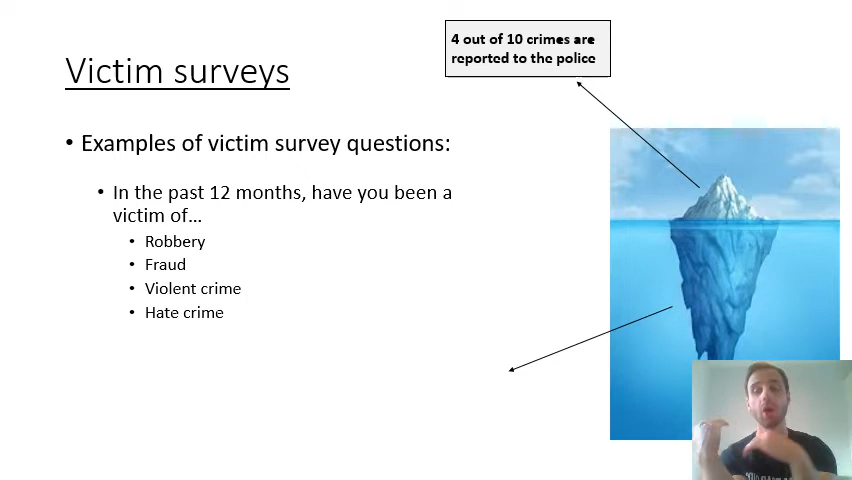 4 out of 10 crimes are
reported to the police
Victim surveys
• Examples of victim survey questions:
• In the past 12 months, have you been a
victim of…
• Robbery
• Fraud
• Violent crime
• Hate crime